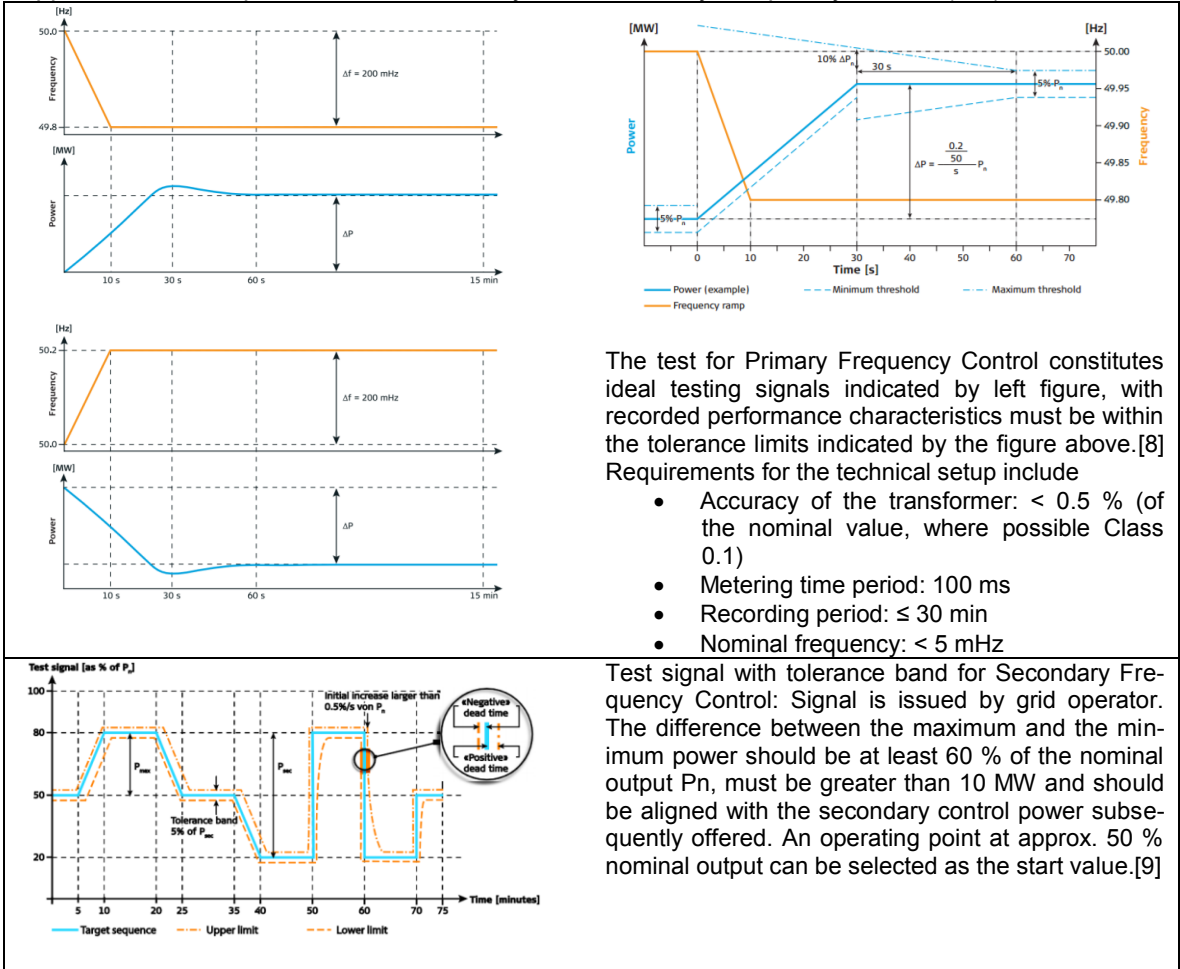 [Hz]
50.0
Frequency
Δf = 200 mHz
49.8
[MW]
Power
ΔP
10 s
30 s
60 s
15 min
[Hz]
50.2
Frequency
Δf = 200 mHz
50.0
[MW]
Power
ΔP
10 s
30 s
60 s
15 min
[MW]
[Hz]
10% ΔPn
30 s
50.00
5% Pn
49.95
49.90
Power
Frequency
ΔP = 0.2
50
s
Pn
49.85
49.80
5% Pn
0
10
20
30
40
50
60
70
Time [s]
Power (example)
Minimum threshold
Maximum threshold
Frequency ramp
The test for Primary Frequency Control constitutes
ideal testing signals indicated by left figure, with
recorded performance characteristics must be within
the tolerance limits indicated by the figure above.[8]
Requirements for the technical setup include
• Accuracy of the transformer: < 0.5 % (of
the nominal value, where possible Class
0.1)
• Metering time period: 100 ms
• Recording period: ≤ 30 min
• Nominal frequency: < 5 mHz
Test signal [as % of Pn]
100
Initial increase larger than
0.5%/s von Pn
«Negative»
dead time
«Positive»
dead time
80
Pmax
Psec
50
Tolerance band
5% of Psec
20
5
10
20
25
35
40
50
60
70
75
Time [minutes]
Target sequence
Upper limit
Lower limit
Test signal with tolerance band for Secondary Fre-
quency Control: Signal is issued by grid operator.
The difference between the maximum and the min-
imum power should be at least 60 % of the nominal
output Pn, must be greater than 10 MW and should
be aligned with the secondary control power subse-
quently offered. An operating point at approx. 50 %
nominal output can be selected as the start value.[9]